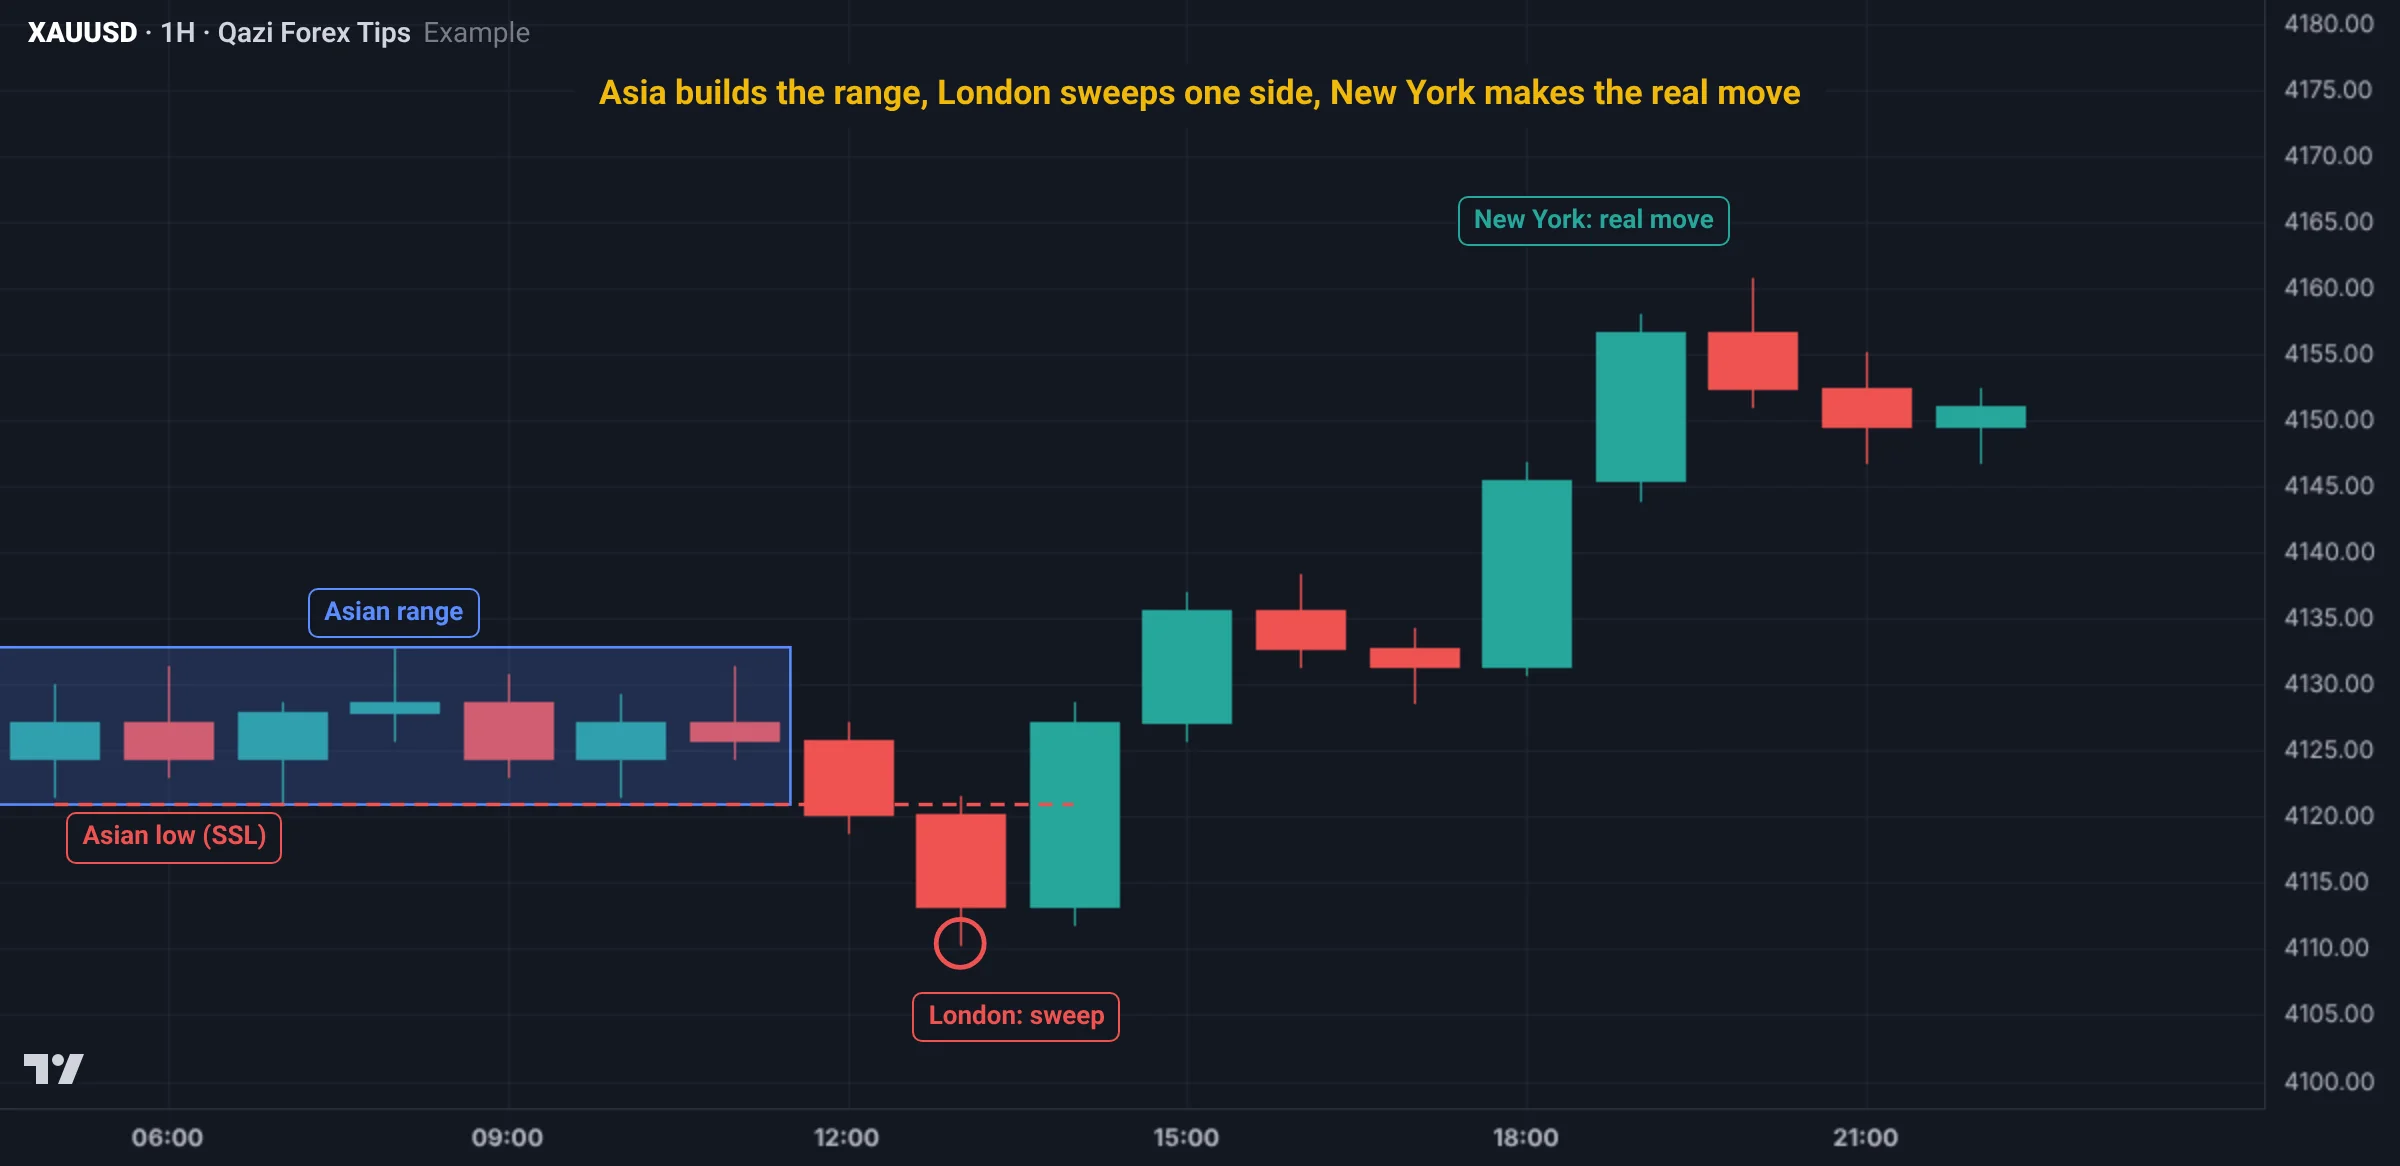 XAUUSD · 1H · Qazi Forex Tips Example
Asia builds the range, London sweeps one side, New York makes the real move
New York: real move
Asian range
Asian low (SSL)
London: sweep
4180.00
4175.00
4170.00
4165.00
4160.00
4155.00
4150.00
4145.00
4140.00
4135.00
4130.00
4125.00
4120.00
4115.00
4110.00
4105.00
4100.00
06:00 09:00 12:00 15:00 18:00 21:00